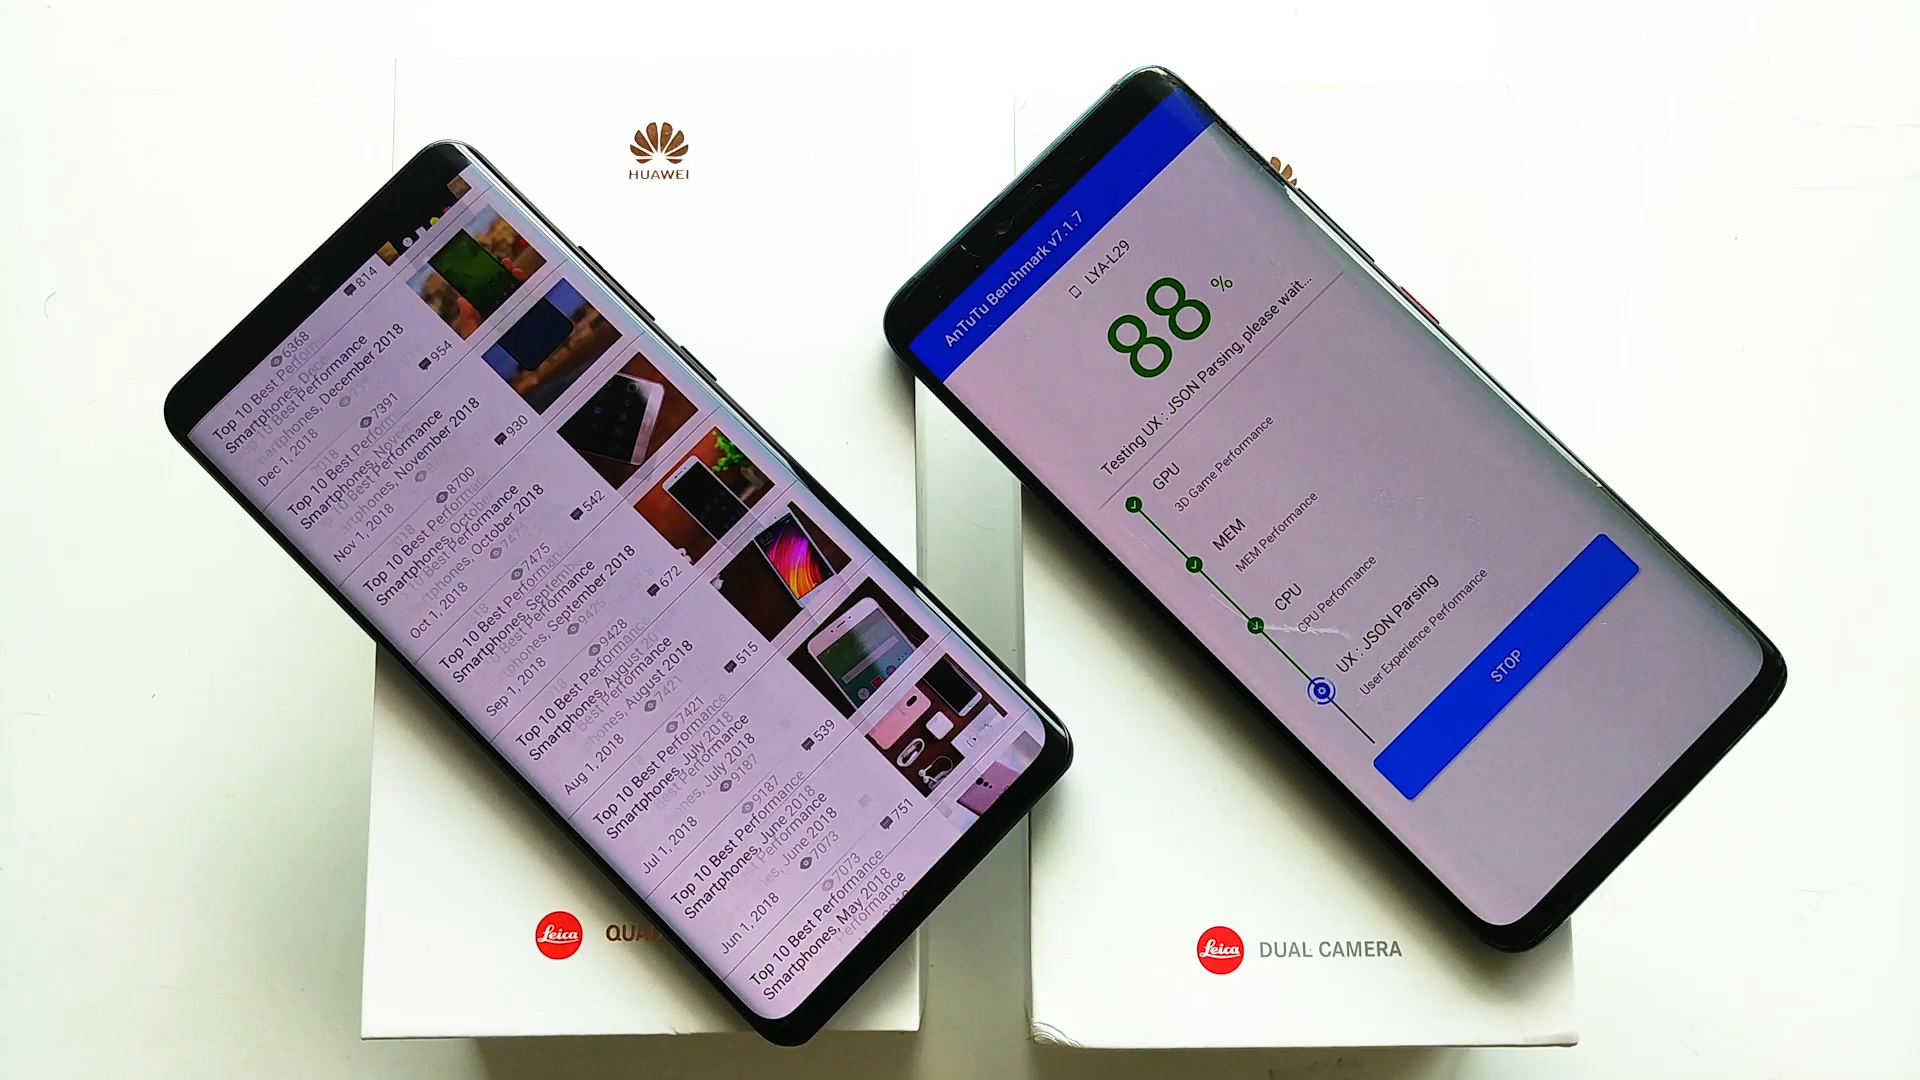 HUAWEI
814
6368
Top 10 Best Performance
Smartphones, December 2018
Dec 1, 2018
954
7391
Top 10 Best Performance
Smartphones, November 2018
Nov 1, 2018
930
8700
Top 10 Best Performance
Smartphones, October 2018
Oct 1, 2018
542
7475
Top 10 Best Performance
Smartphones, September 2018
Sep 1, 2018
672
9428
Top 10 Best Performance
Smartphones, August 2018
Aug 1, 2018
515
7421
Top 10 Best Performance
Smartphones, July 2018
Jul 1, 2018
539
9187
Top 10 Best Performance
Smartphones, June 2018
Jun 1, 2018
751
7073
Top 10 Best Performance
Smartphones, May 2018
Leica
AnTuTu Benchmark v7.1.7
LYA-L29
88%
Testing UX : JSON Parsing, please wait...
GPU
3D Game Performance
MEM
MEM Performance
CPU
CPU Performance
UX : JSON Parsing
User Experience Performance
STOP
Leica DUAL CAMERA